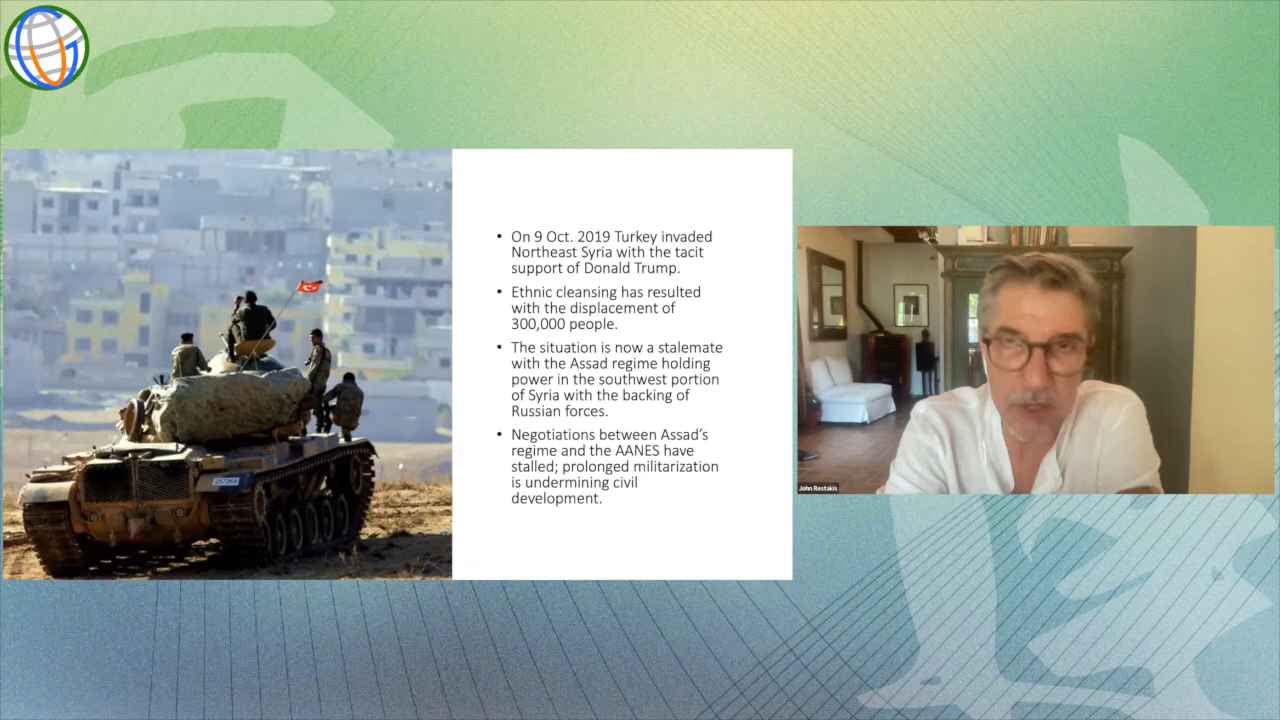 • On 9 Oct. 2019 Turkey invaded
Northeast Syria with the tacit
support of Donald Trump.
• Ethnic cleansing has resulted
with the displacement of
300,000 people.
• The situation is now a stalemate
with the Assad regime holding
power in the southwest portion
of Syria with the backing of
Russian forces.
• Negotiations between Assad’s
regime and the AANES have
stalled; prolonged militarization
is undermining civil
development.
John Restakis